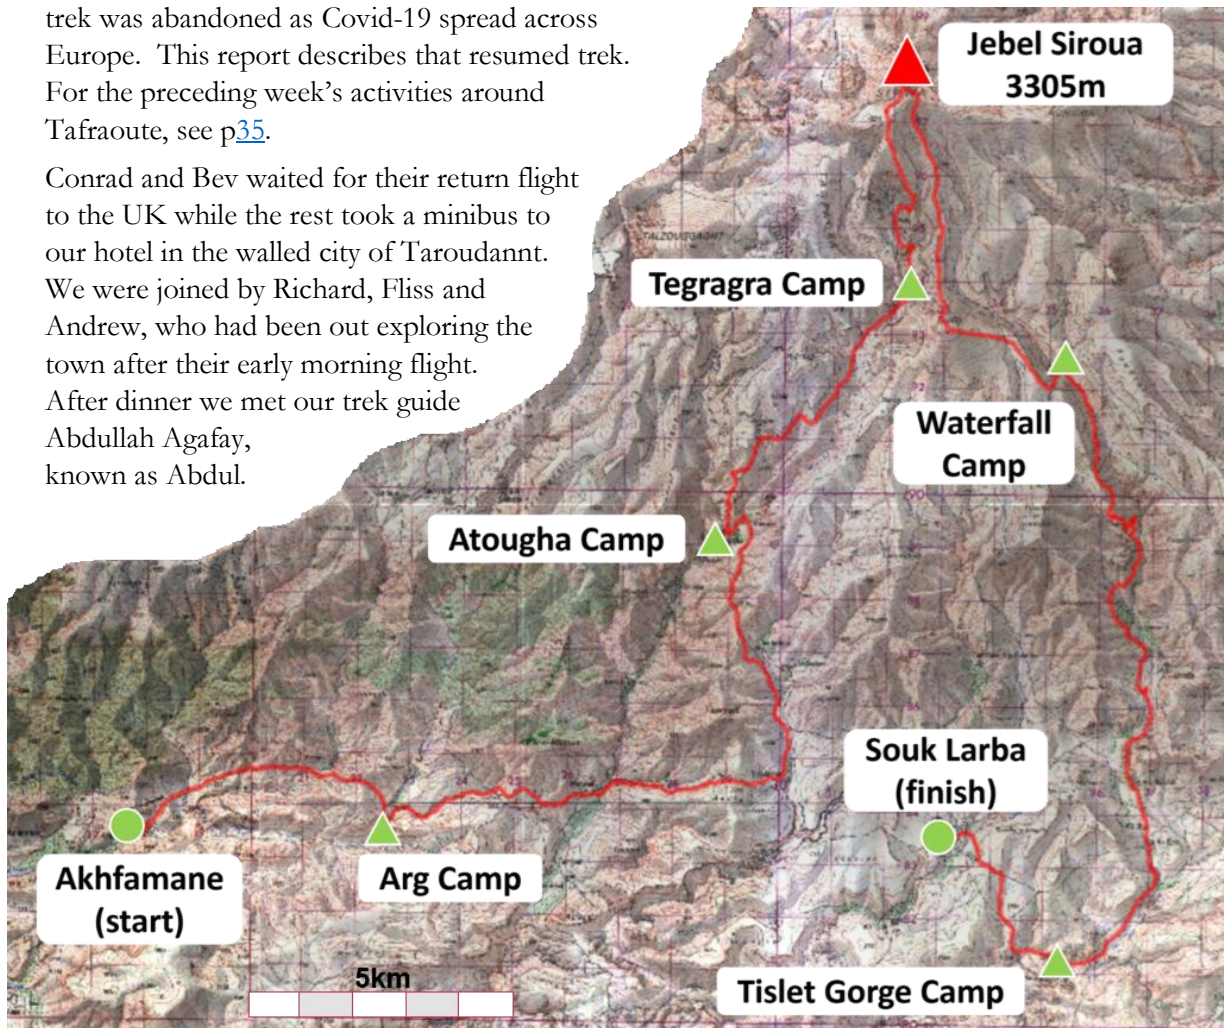 trek was abandoned as Covid-19 spread across
Europe.  This report describes that resumed trek.
For the preceding week’s activities around
Tafraoute, see p35.
Conrad and Bev waited for their return flight
to the UK while the rest took a minibus to
our hotel in the walled city of Taroudannt.
We were joined by Richard, Fliss and
Andrew, who had been out exploring the
town after their early morning flight.
After dinner we met our trek guide
Abdullah Agafay,
known as Abdul.
Jebel Siroua
3305m
Tegragra Camp
Waterfall
Camp
Atougha Camp
Souk Larba
(finish)
Akhfamane
(start)
Arg Camp
5km
Tislet Gorge Camp